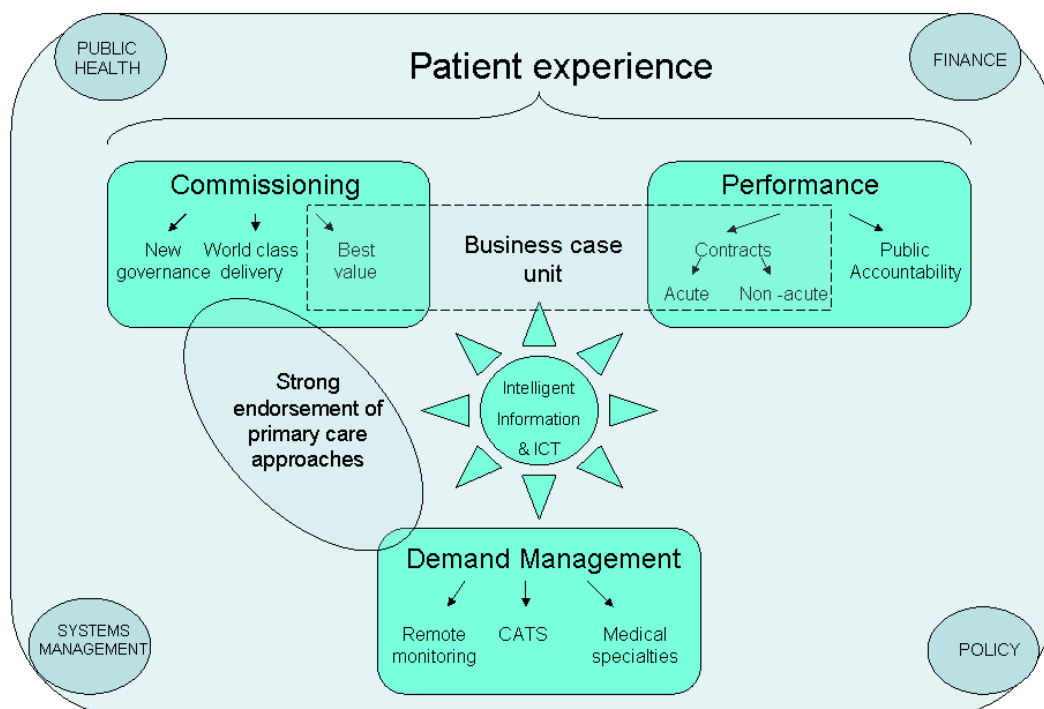 PUBLIC
HEALTH
FINANCE
Patient experience
Commissioning
New
governance
World class
delivery
Best
value
Business case
unit
Performance
Contracts
Acute
Non -acute
Public
Accountability
Strong
endorsement of
primary care
approaches
Intelligent
Information
& ICT
Demand Management
Remote
monitoring
CATS
Medical
specialties
SYSTEMS
MANAGEMENT
POLICY